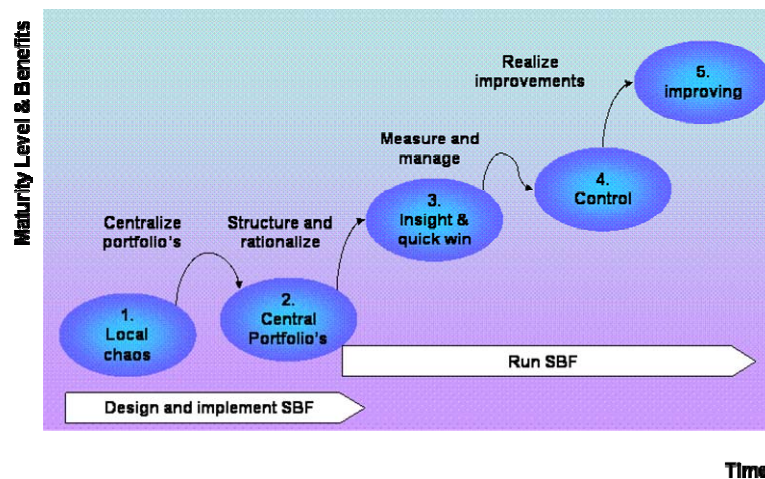 Maturity Level & Benefits
Realize
improvements
5.
improving
Measure and
manage
4.
Control
3.
Insight &
quick win
Centralize
portfolio's
Structure and
rationalize
1.
Local
chaos
2.
Central
Portfolio's
Run SBF
Design and implement SBF
Time